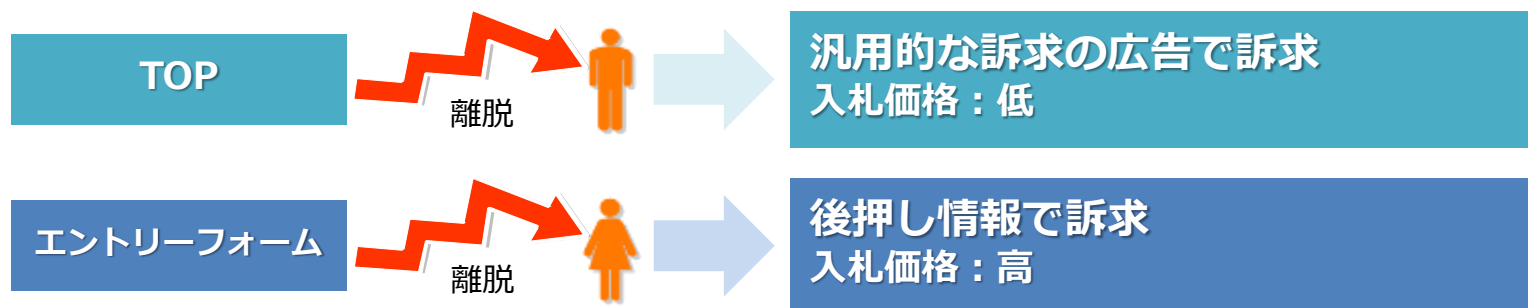 TOP
離脱
汎用的な訴求の広告で訴求
入札価格：低
エントリーフォーム
離脱
後押し情報で訴求
入札価格：高